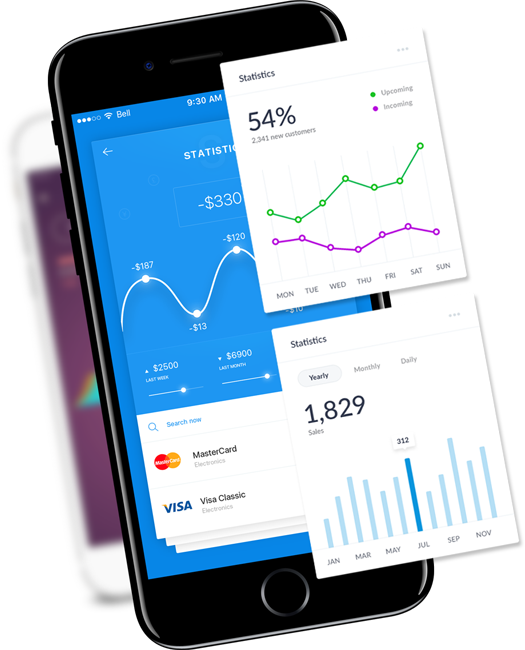 Bell
9:30 AM
STATISTIC
-$330
-$187
-$120
-$13
-$10
$2500
LAST WEEK
$6900
LAST MONTH
Search now
MasterCard
MasterCard
Electronics
VISA
Visa Classic
Electronics
Statistics
54%
2,341 new customers
Upcoming
Incoming
MON TUE WED THU FRI SAT SUN
Statistics
Yearly Monthly Daily
1,829
Sales
312
JAN MAR MAY JUL SEP NOV